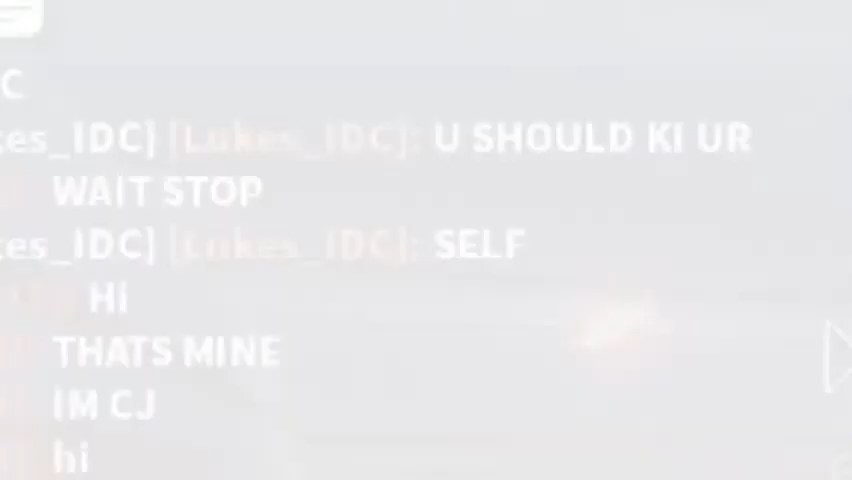 C
es_IDC] [Lukes_IDC]: U SHOULD KI UR
WAIT STOP
es_IDC] [Lukes_IDC]: SELF
Hi
THATS MINE
IM CJ
hi